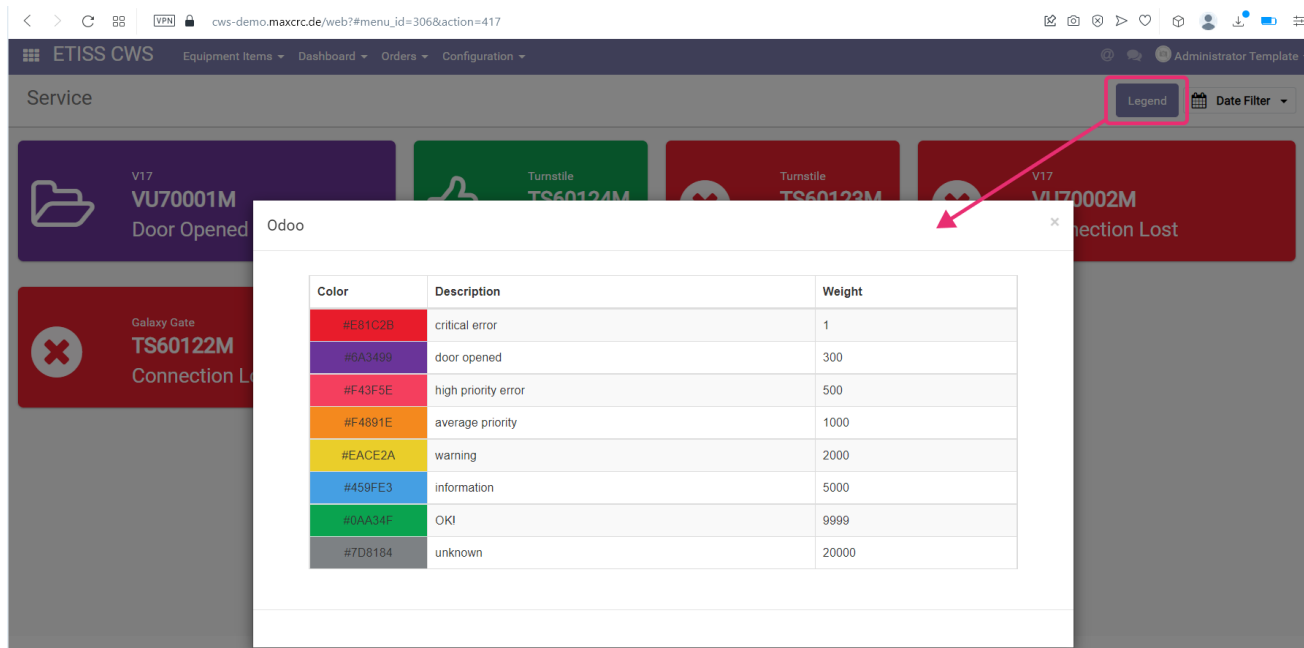 VPN cws-demo.maxcrc.de/web?#menu_id=306&action=417
ETISS CWS Equipment Items Dashboard Orders Configuration @ Administrator Template
Service Legend Date Filter
V17 Turnstile Turnstile V17
VU70001M TS60124M TS60123M VU70002M
Door Opened nection Lost
Odoo ×
Color Description Weight
#E81C2B critical error 1
#6A3499 door opened 300
#F43F5E high priority error 500
#F4891E average priority 1000
#EACE2A warning 2000
#459FE3 information 5000
#0AA34F OK! 9999
#7D8184 unknown 20000
Galaxy Gate
TS60122M
Connection Lo